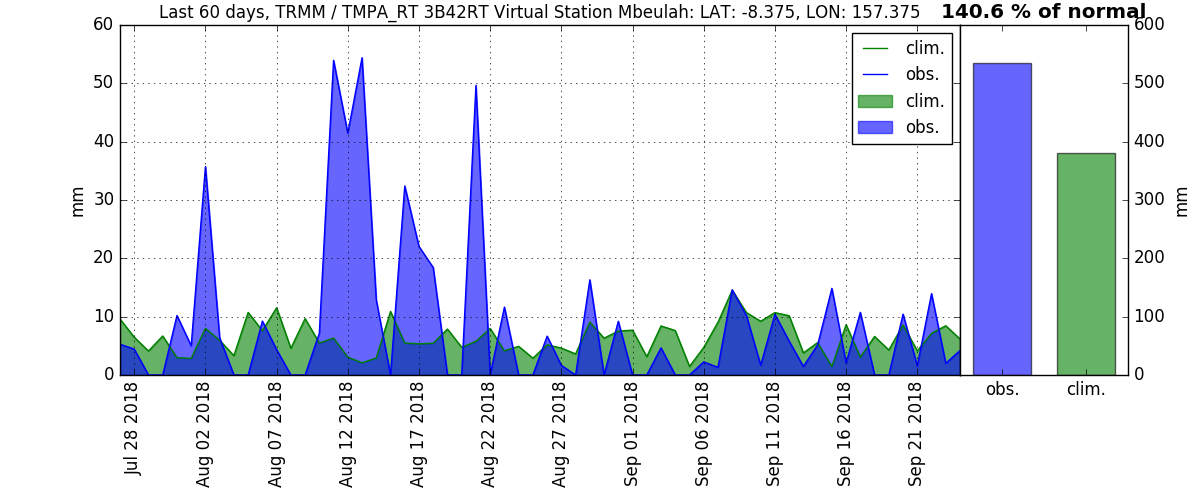 Last 60 days, TRMM / TMPA_RT 3B42RT Virtual Station Mbeulah: LAT: -8.375, LON: 157.375
140.6 % of normal
60
50
40
30
20
10
0
mm
clim.
obs.
clim.
obs.
Jul 28 2018
Aug 02 2018
Aug 07 2018
Aug 12 2018
Aug 17 2018
Aug 22 2018
Aug 27 2018
Sep 01 2018
Sep 06 2018
Sep 11 2018
Sep 16 2018
Sep 21 2018
600
500
400
300
200
100
0
mm
obs.
clim.